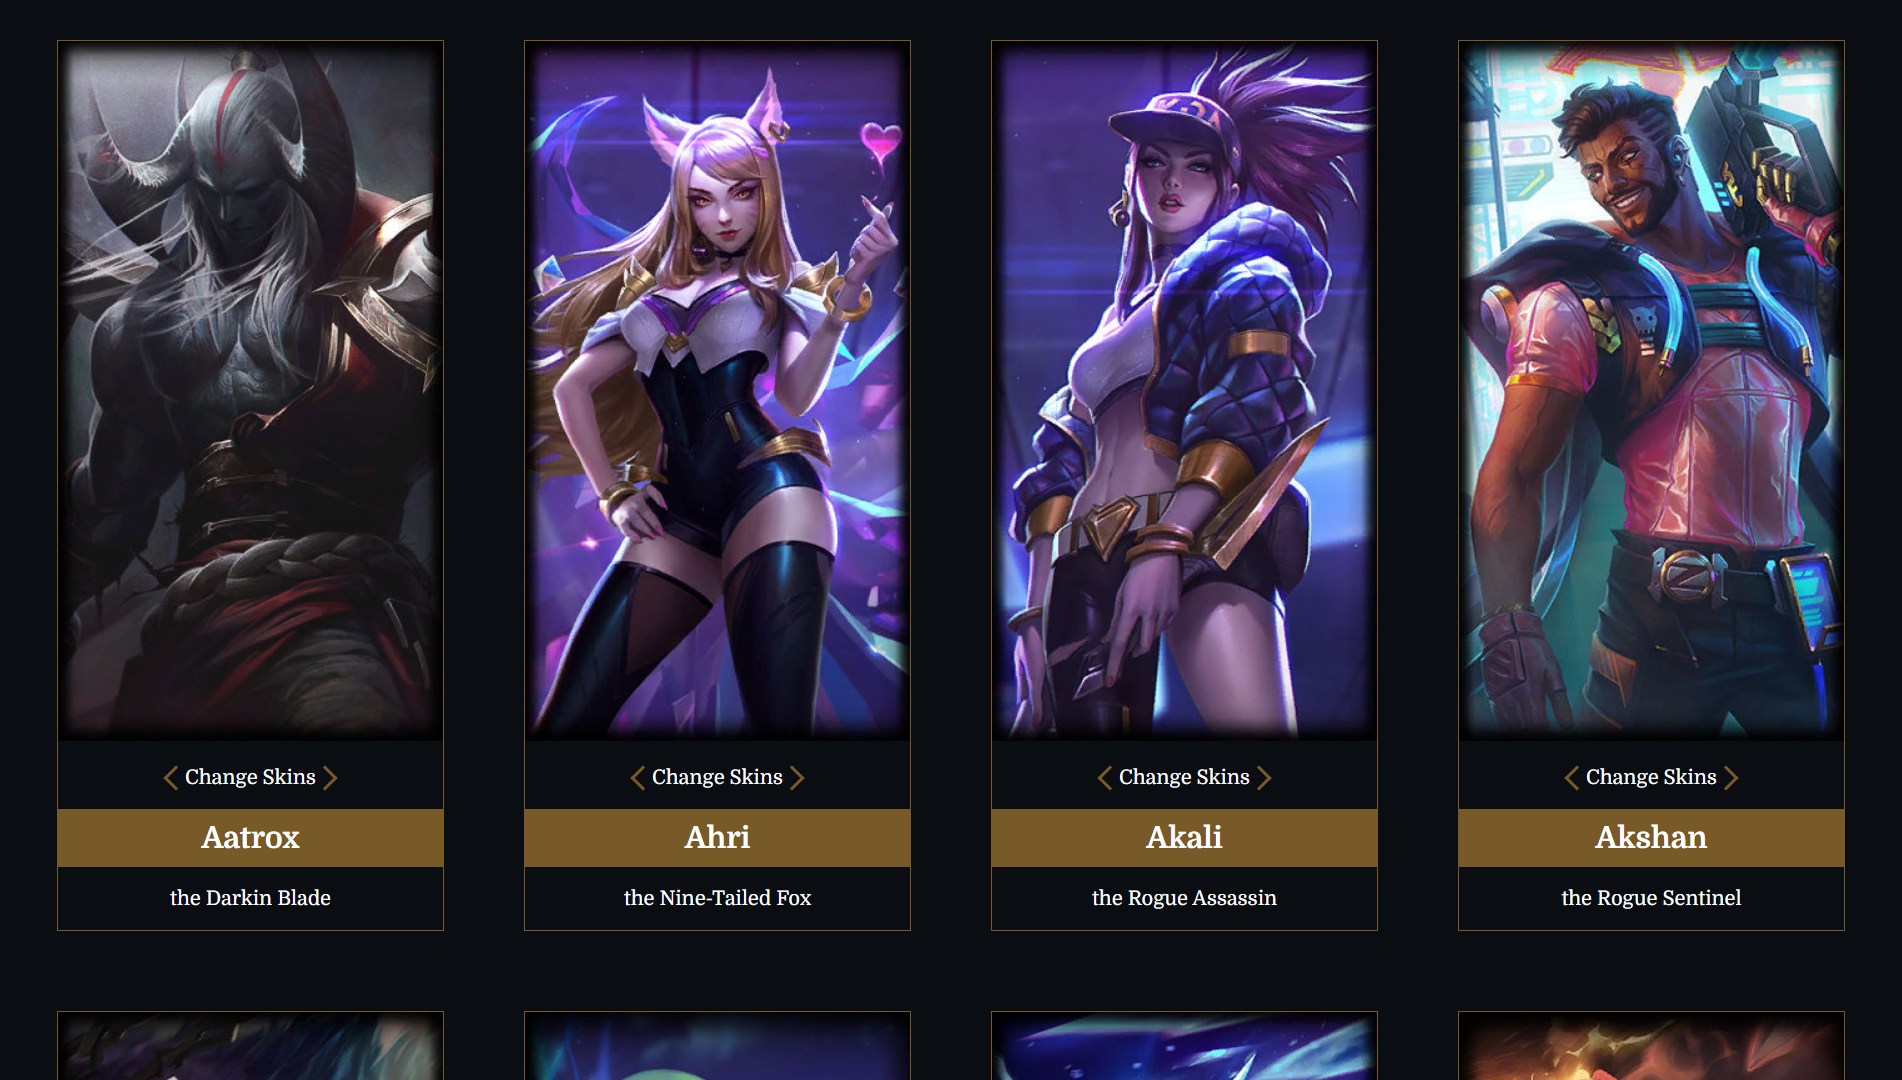 K/DA
Change Skins
Change Skins
Change Skins
Change Skins
Aatrox
Ahri
Akali
Akshan
the Darkin Blade
the Nine-Tailed Fox
the Rogue Assassin
the Rogue Sentinel